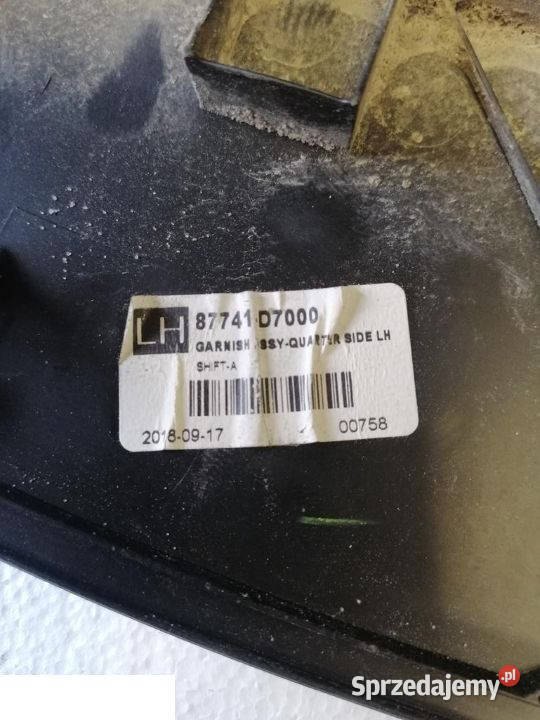 LH 87741-D7000
GARNISH ASSY-QUARTER SIDE LH
SHIFT-A
2018-09-17 00758
Sprzedajemy.pl